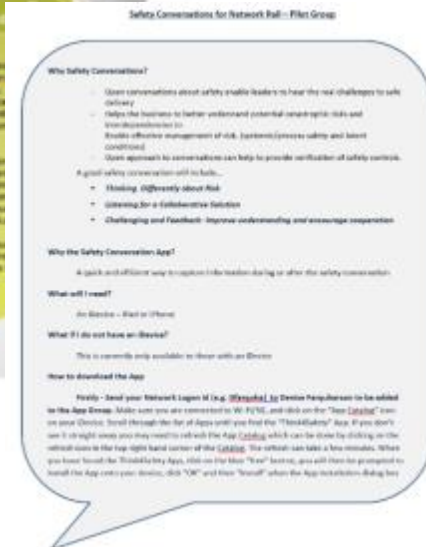 Safety Conversations for Network Rail – Pilot Group
Why Safety Conversations?
- Open conversations about safety enable leaders to hear the real challenges to safe
delivery
- Helps the business to better understand potential catastrophic risks and
interdependencies to
Enable effective management of risk. (systemic/process safety and latent
conditions)
- Open approach to conversations can help to provide verification of safety controls.
A good safety conversation will include...
• Thinking Differently about Risk
• Listening for a Collaborative Solution
• Challenging and Feedback: Improve understanding and encourage cooperation
Why the Safety Conversation App?
A quick and efficient way to capture information during or after the safety conversation
What will I need?
An iDevice – iPad or iPhone
What if I do not have an iDevice?
This is currently only available to those with an iDevice
How to download the App
Firstly - Send your Network Logon id (e.g. to Denise Farquharson to be added
to the App Group. Make sure you are connected to Wi-Fi/3G, and click on the "App Catalog" icon
on your iDevice. Scroll through the list of Apps until you find the "Think4Safety" App. If you don't
see it straight away you may need to refresh the App Catalog which can be done by clicking on the
refresh icon in the top right hand corner of the Catalog. The refresh can take a few minutes. When
you have found the Think4Safety App, click on the blue "free" button, you will then be prompted to
install the App onto your device, click "OK" and then "Install" when the App installation dialog box